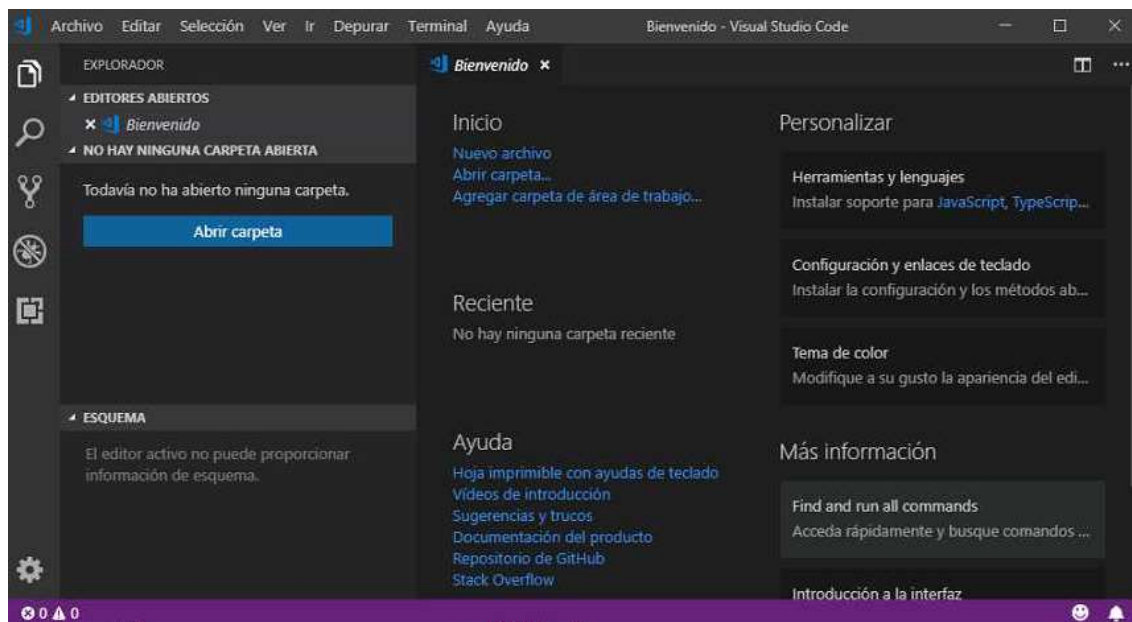 Archivo Editar Selección Ver Ir Depurar Terminal Ayuda Bienvenido - Visual Studio Code
EXPLORADOR
EDITORES ABIERTOS
Bienvenido
NO HAY NINGUNA CARPETA ABIERTA
Todavía no ha abierto ninguna carpeta.
Abrir carpeta
ESQUEMA
El editor activo no puede proporcionar
información de esquema.
Bienvenido
Inicio
Nuevo archivo
Abrir carpeta...
Agregar carpeta de área de trabajo...
Reciente
No hay ninguna carpeta reciente
Ayuda
Hoja imprimible con ayudas de teclado
Vídeos de introducción
Sugerencias y trucos
Documentación del producto
Repositorio de GitHub
Stack Overflow
Personalizar
Herramientas y lenguajes
Instalar soporte para JavaScript, TypeScrip...
Configuración y enlaces de teclado
Instalar la configuración y los métodos ab...
Tema de color
Modifique a su gusto la apariencia del edi...
Más información
Find and run all commands
Acceda rápidamente y busque comandos ...
Introducción a la interfaz
0 0